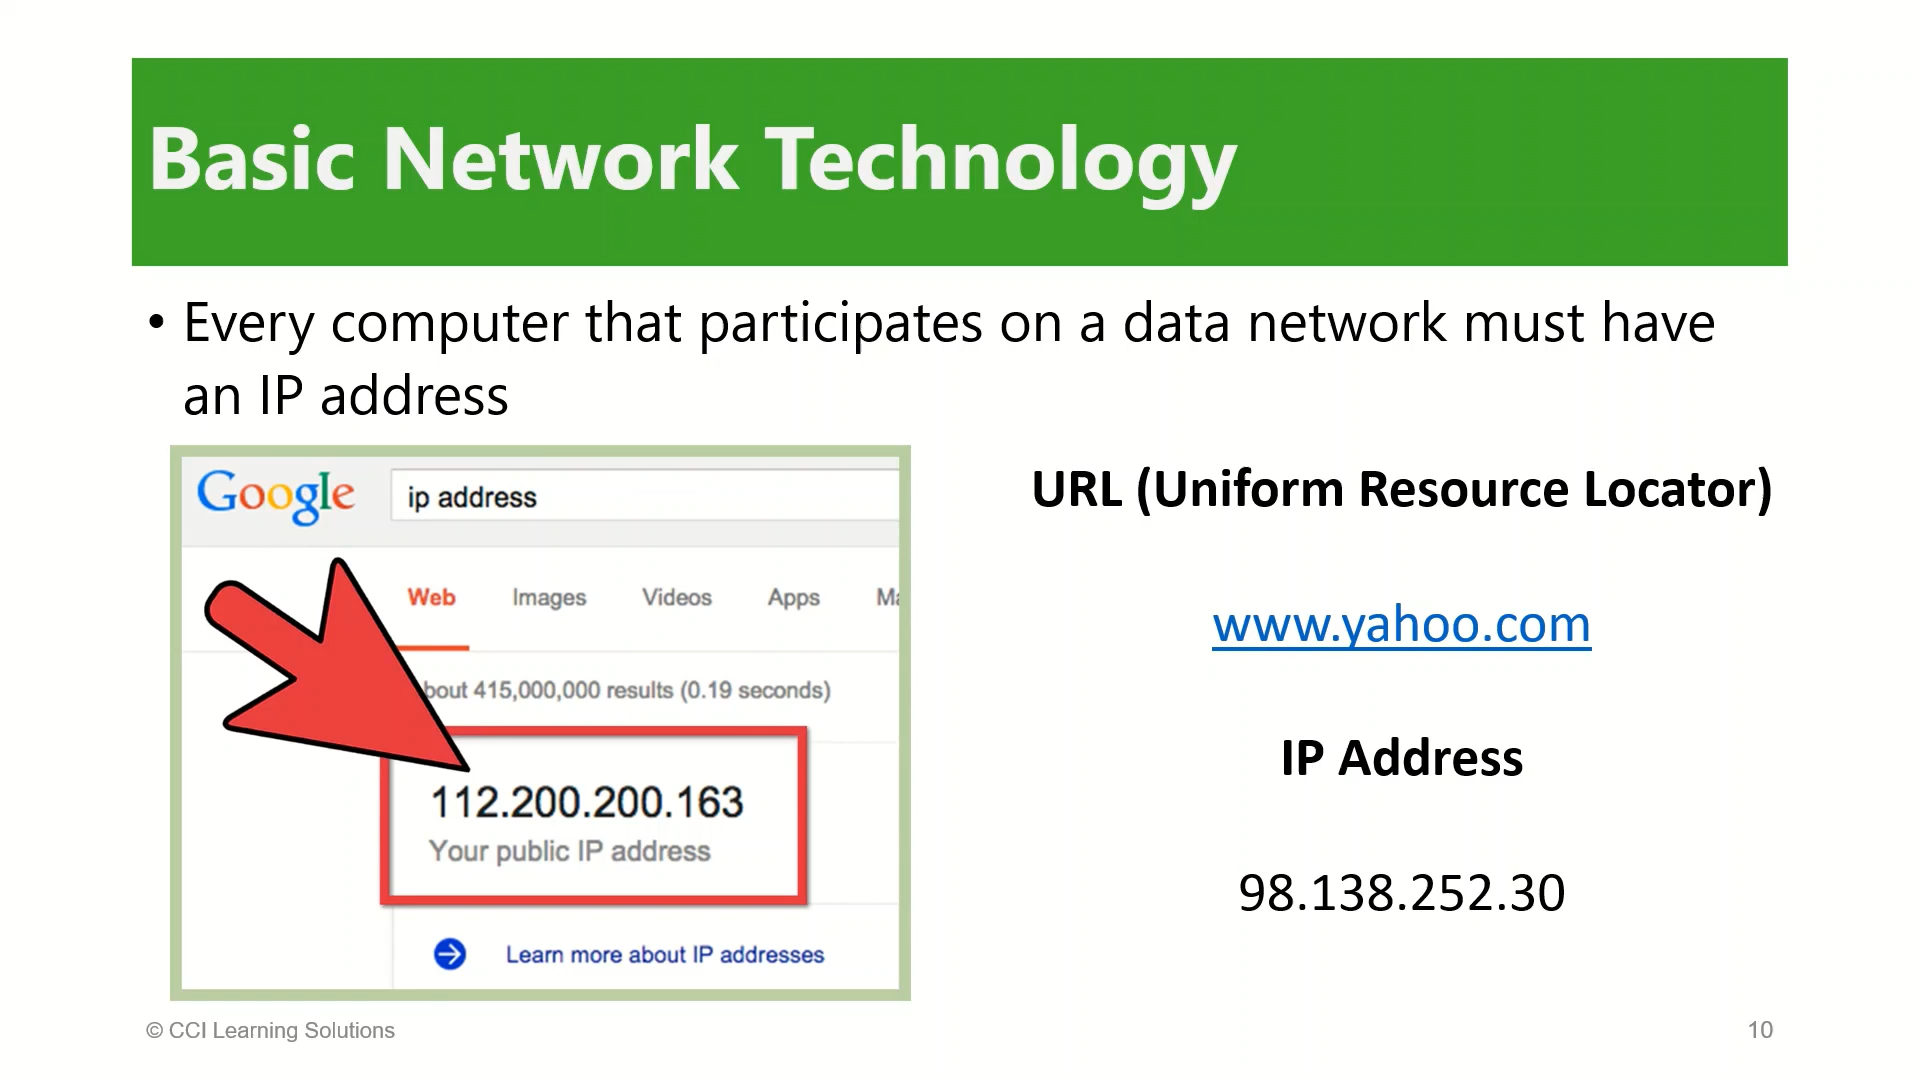 Basic Network Technology
• Every computer that participates on a data network must have
an IP address
Google
ip address
Web Images Videos Apps
bout 415,000,000 results (0.19 seconds)
112.200.200.163
Your public IP address
Learn more about IP addresses
URL (Uniform Resource Locator)
www.yahoo.com
IP Address
98.138.252.30
© CCI Learning Solutions
10